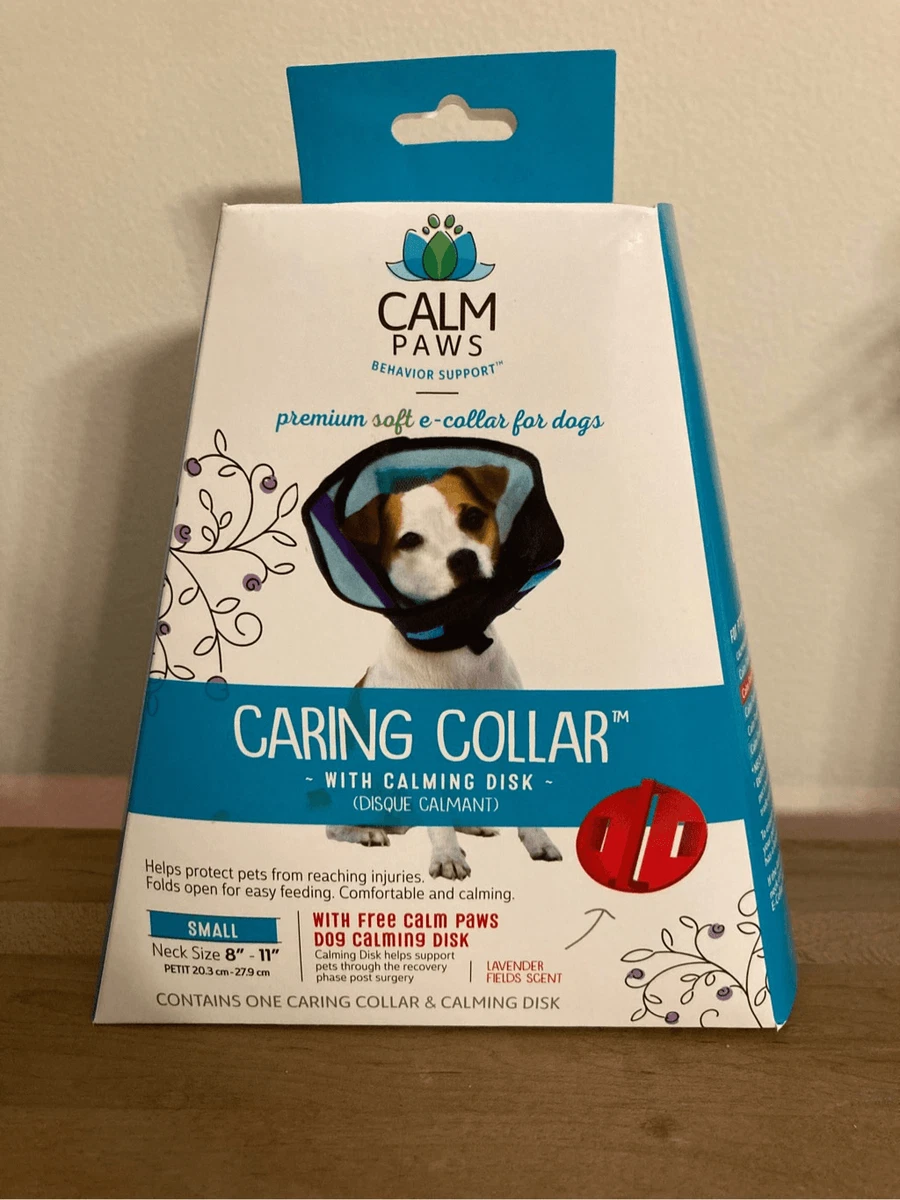 CALM
PAWS
BEHAVIOR SUPPORT™
premium soft e-collar for dogs
CARING COLLAR™
~ WITH CALMING DISK ~
(DISQUE CALMANT)
Helps protect pets from reaching injuries.
Folds open for easy feeding. Comfortable and calming.
SMALL
Neck Size 8" - 11"
PETIT 20.3 cm - 27.9 cm
WITH Free Calm Paws
DOG Calming DISK
Calming Disk helps support
pets through the recovery
phase post surgery
LAVENDER
FIELDS SCENT
CONTAINS ONE CARING COLLAR & CALMING DISK